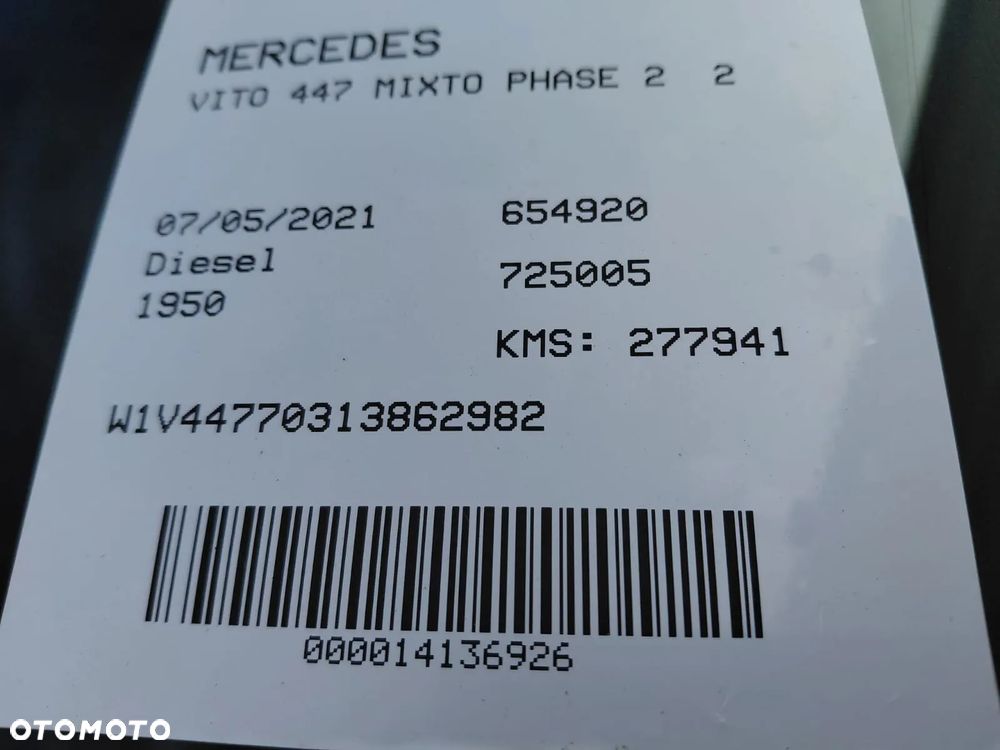 MERCEDES
VITO 447 MIXTO PHASE 2 2
07/05/2021 654920
Diesel 725005
1950
KMS: 277941
W1V44770313862982
000014136926
OTOMOTO